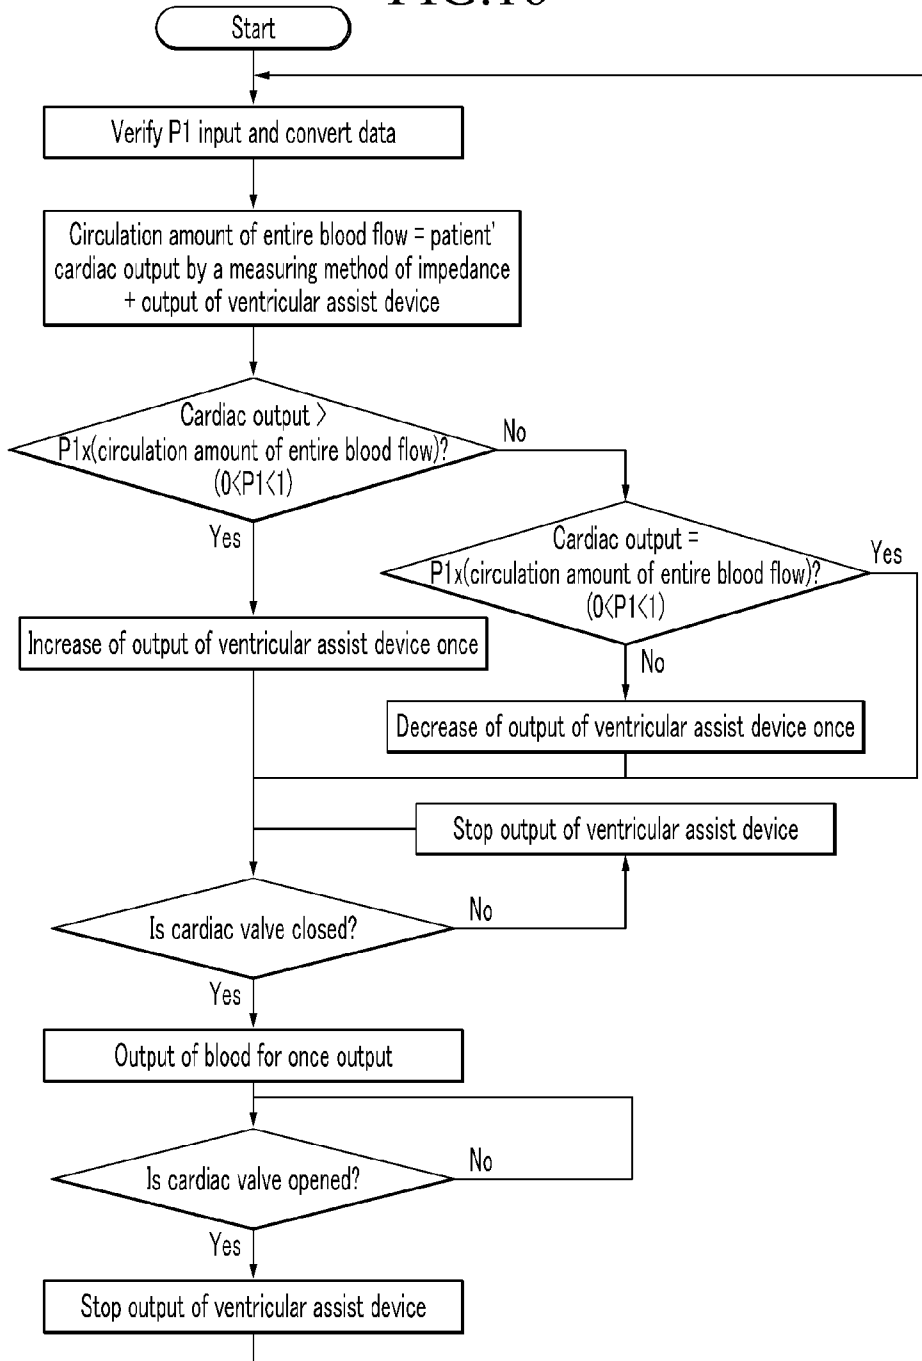 FIG.10
Start
Verify P1 input and convert data
Circulation amount of entire blood flow = patient'
cardiac output by a measuring method of impedance
+ output of ventricular assist device
Cardiac output >
P1x(circulation amount of entire blood flow)?
(0<P1<1)
No
Yes
Cardiac output =
P1x(circulation amount of entire blood flow)?
(0<P1<1)
Yes
No
Increase of output of ventricular assist device once
Decrease of output of ventricular assist device once
Stop output of ventricular assist device
Is cardiac valve closed?
No
Yes
Output of blood for once output
Is cardiac valve opened?
No
Yes
Stop output of ventricular assist device